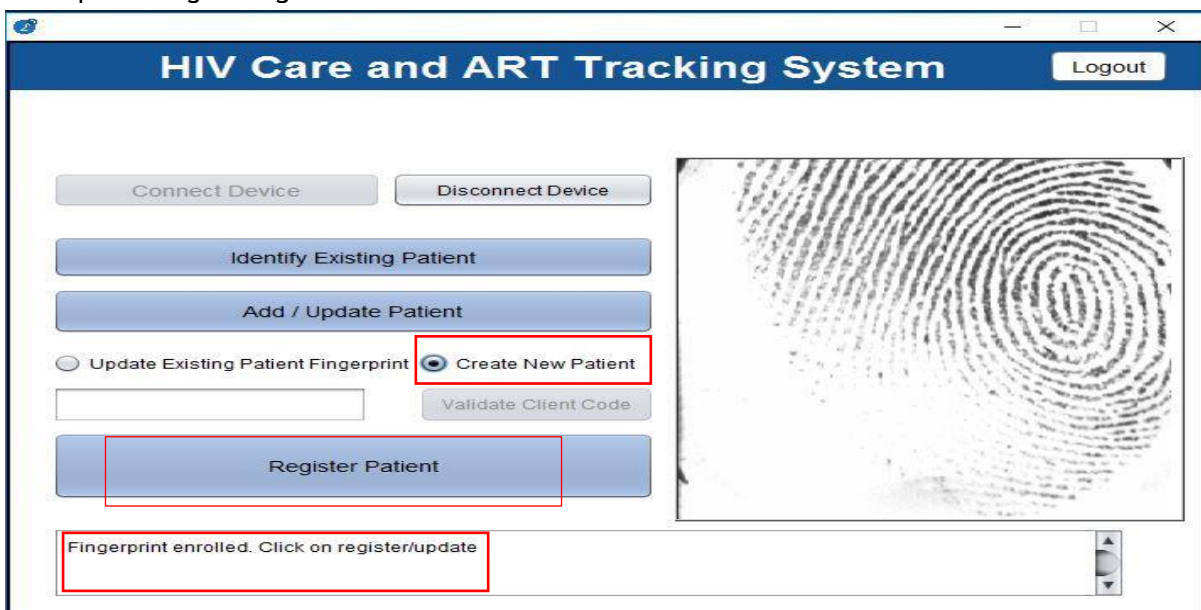 HIV Care and ART Tracking System
Logout
Connect Device
Disconnect Device
Identify Existing Patient
Add / Update Patient
Update Existing Patient Fingerprint
Create New Patient
Validate Client Code
Register Patient
Fingerprint enrolled. Click on register/update